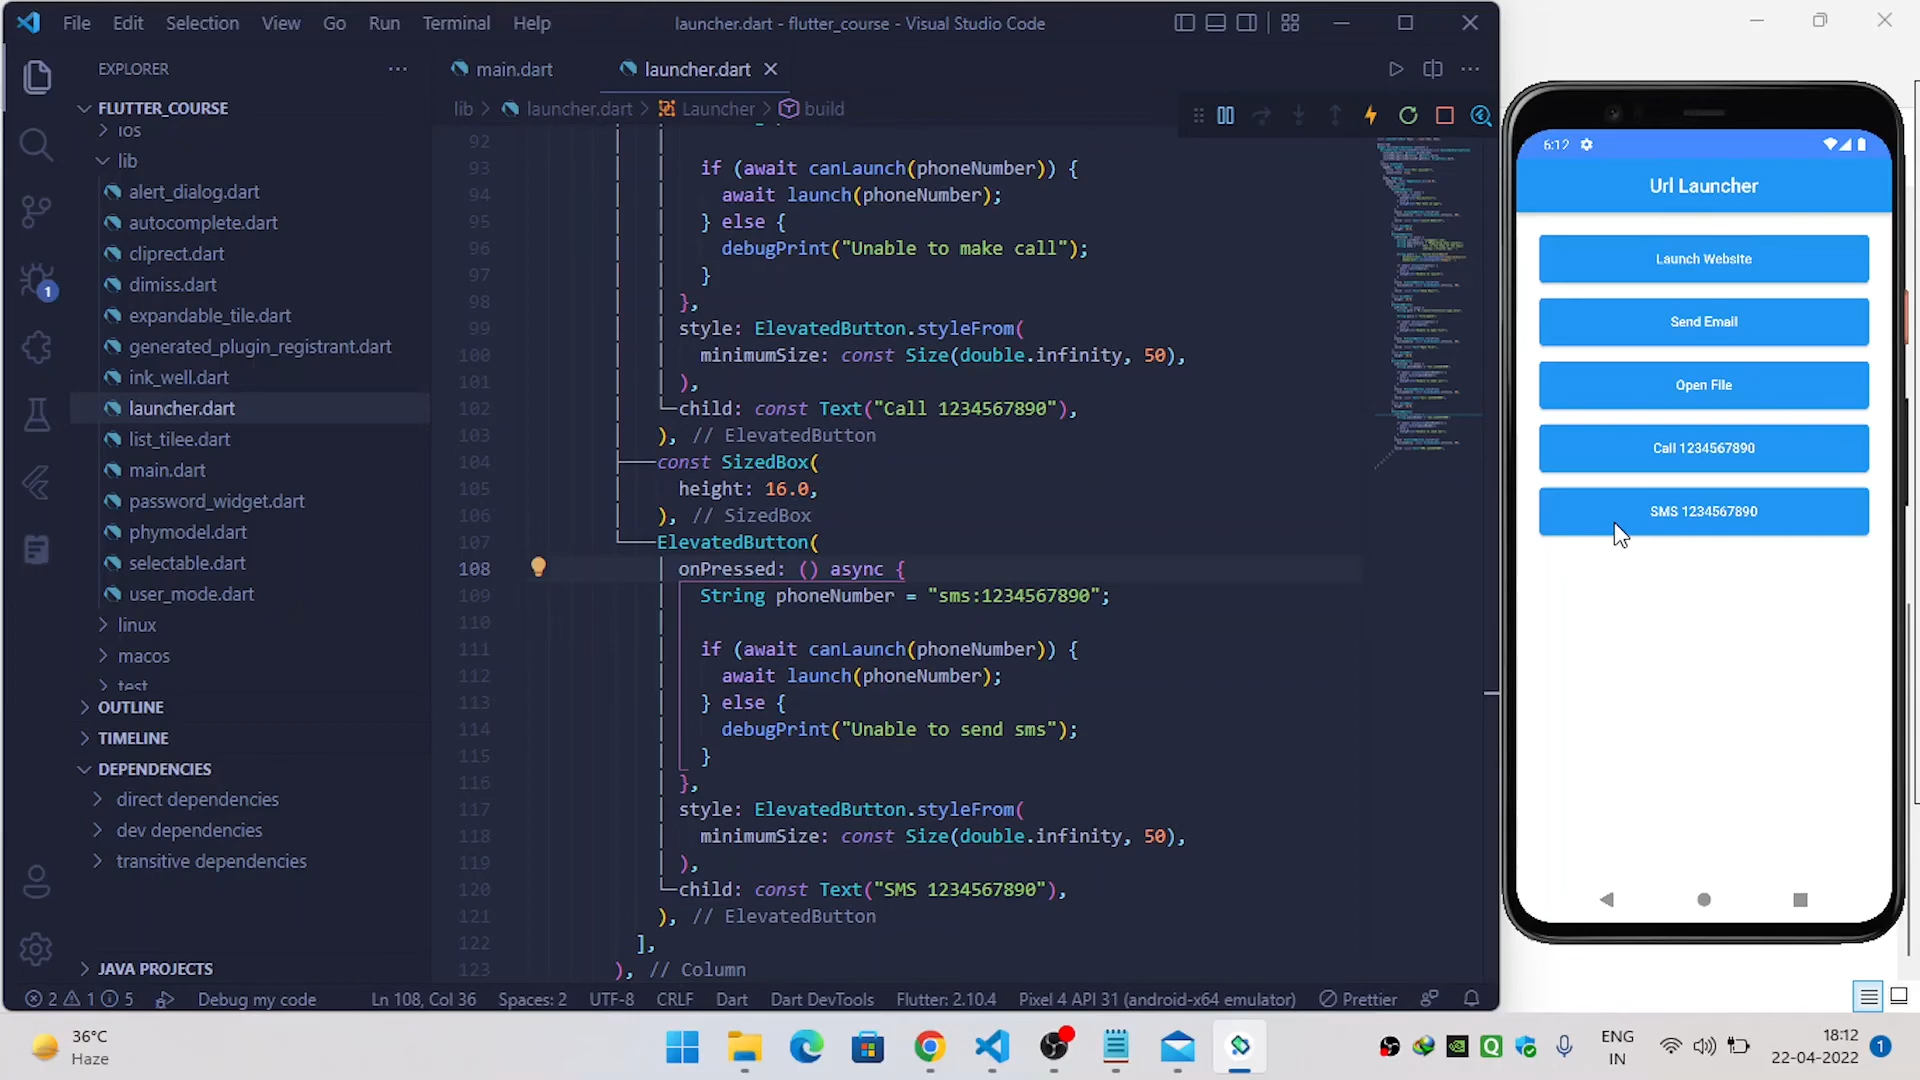 File Edit Selection View Go Run Terminal Help
launcher.dart - flutter_course - Visual Studio Code
EXPLORER
FLUTTER_COURSE
ios
lib
alert_dialog.dart
autocomplete.dart
cliprect.dart
dimiss.dart
expandable_tile.dart
generated_plugin_registrant.dart
ink_well.dart
launcher.dart
list_tilee.dart
main.dart
password_widget.dart
phymodel.dart
selectable.dart
user_mode.dart
linux
macos
test
OUTLINE
TIMELINE
DEPENDENCIES
direct dependencies
dev dependencies
transitive dependencies
JAVA PROJECTS
1
main.dart
launcher.dart
lib > launcher.dart > Launcher > build
92
93 if (await canLaunch(phoneNumber)) {
94 await launch(phoneNumber);
95 } else {
96 debugPrint("Unable to make call");
97 }
98 },
99 style: ElevatedButton.styleFrom(
100 minimumSize: const Size(double.infinity, 50),
101 ),
102 child: const Text("Call 1234567890"),
103 ), // ElevatedButton
104 const SizedBox(
105 height: 16.0,
106 ), // SizedBox
107 ElevatedButton(
108 onPressed: () async {
109 String phoneNumber = "sms:1234567890";
110
111 if (await canLaunch(phoneNumber)) {
112 await launch(phoneNumber);
113 } else {
114 debugPrint("Unable to send sms");
115 }
116 },
117 style: ElevatedButton.styleFrom(
118 minimumSize: const Size(double.infinity, 50),
119 ),
120 child: const Text("SMS 1234567890"),
121 ), // ElevatedButton
122 ],
123 ), // Column
2 1 5 Debug my code Ln 108, Col 36 Spaces: 2 UTF-8 CRLF Dart Dart DevTools Flutter: 2.10.4 Pixel 4 API 31 (android-x64 emulator) Prettier
6:12
Url Launcher
Launch Website
Send Email
Open File
Call 1234567890
SMS 1234567890
36°C
Haze
ENG
IN
18:12
22-04-2022
1